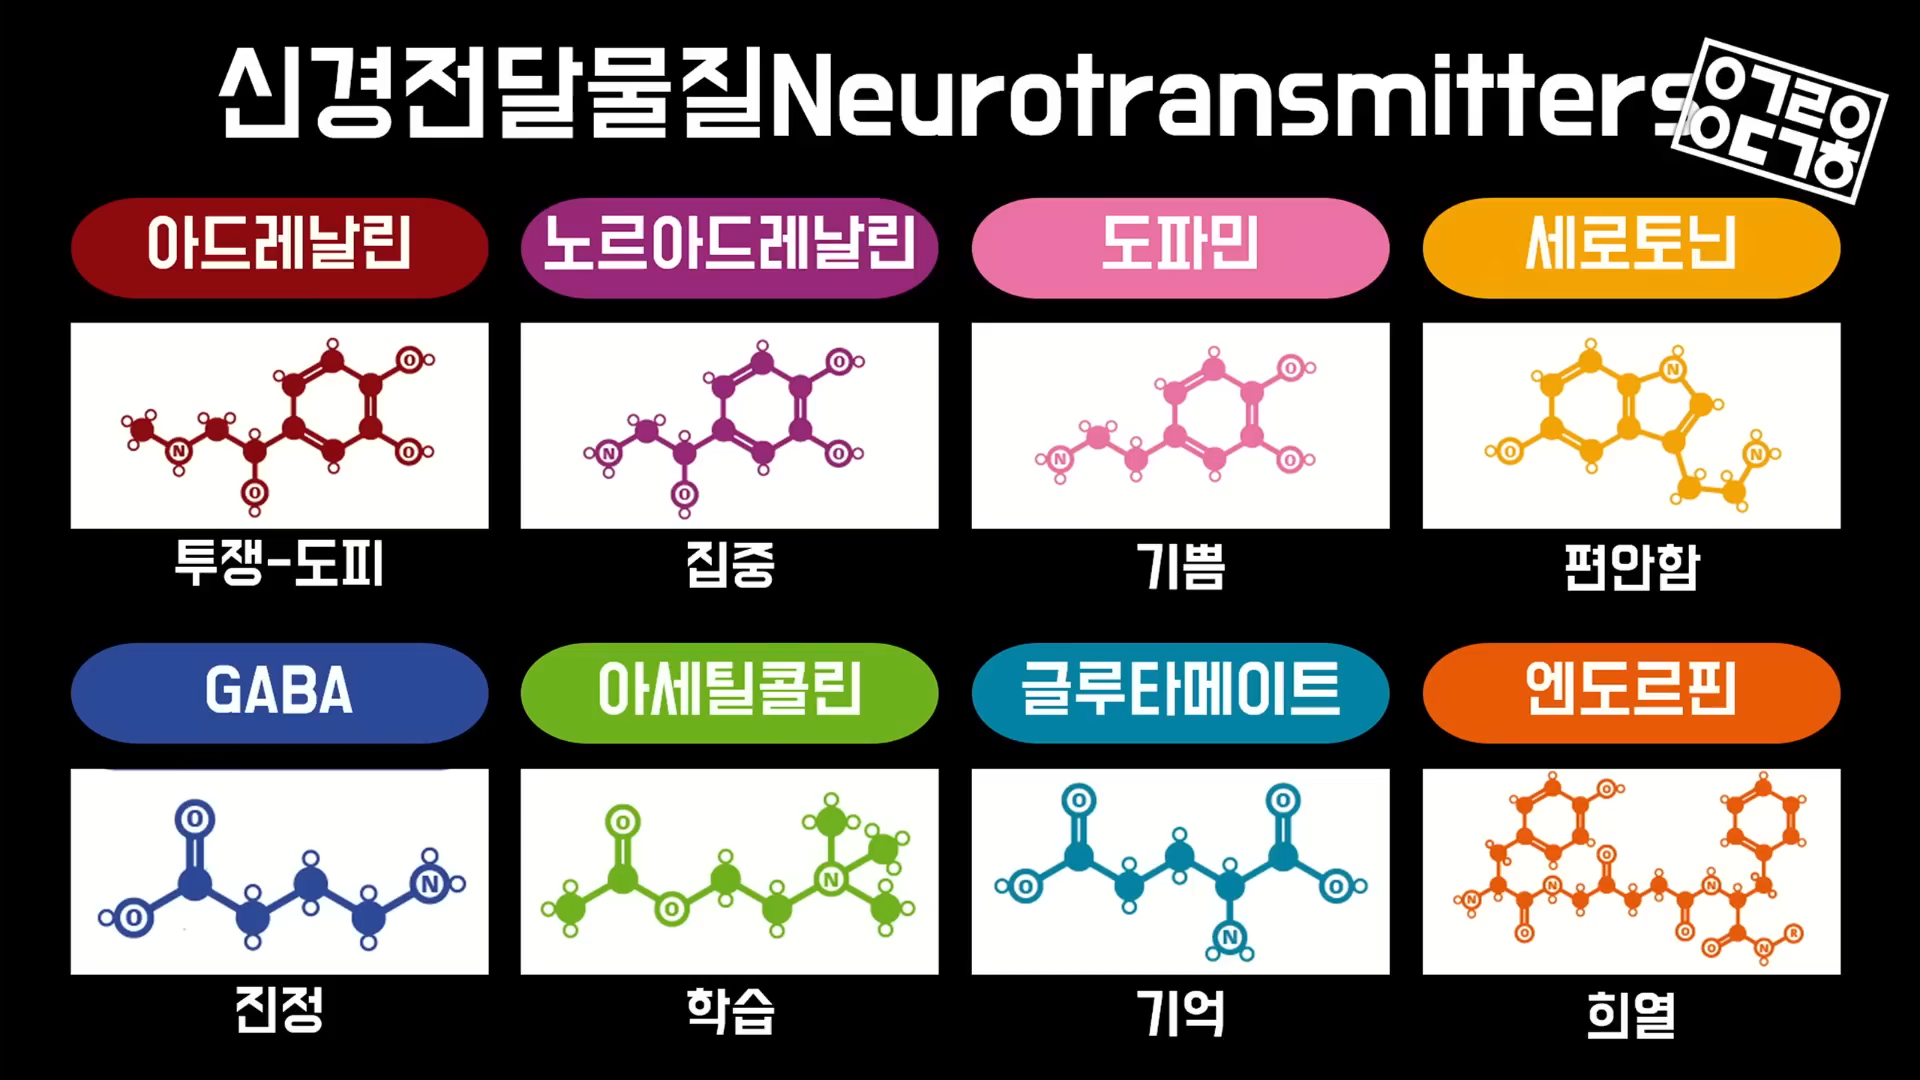 신경전달물질Neurotransmitters
아드레날린
노르아드레날린
도파민
세로토닌
투쟁-도피
집중
기쁨
편안함
GABA
아세틸콜린
글루타메이트
엔도르핀
진정
학습
기억
희열